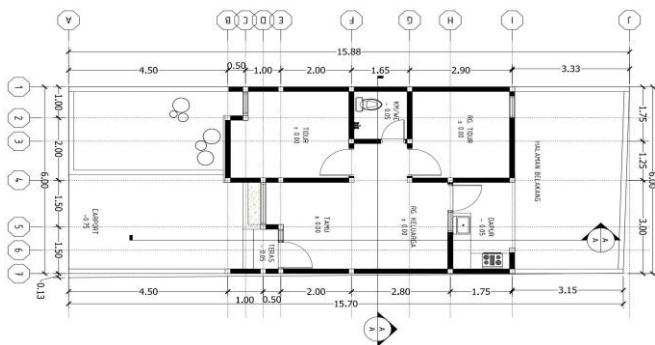 A B C D E F G H I J
15.88
4.50 0.50 1.00 2.00 1.65 2.90 3.33
1
2
3
4
5
6
7
1.00
2.00
1.50
1.50
6.00
1.75
1.25
3.00
6.00
KM/WC
- 0.05
TIDUR
± 0.00
RG. TIDUR
± 0.00
HALAMAN BELAKANG
CARPORT
-0.75
TAMU
± 0.00
RG. KELUARGA
± 0.00
DAPUR
- 0.05
TERAS
- 0.05
A
A
0.13
4.50 1.00 0.50 2.00 2.80 1.75 3.15
15.70
A
A